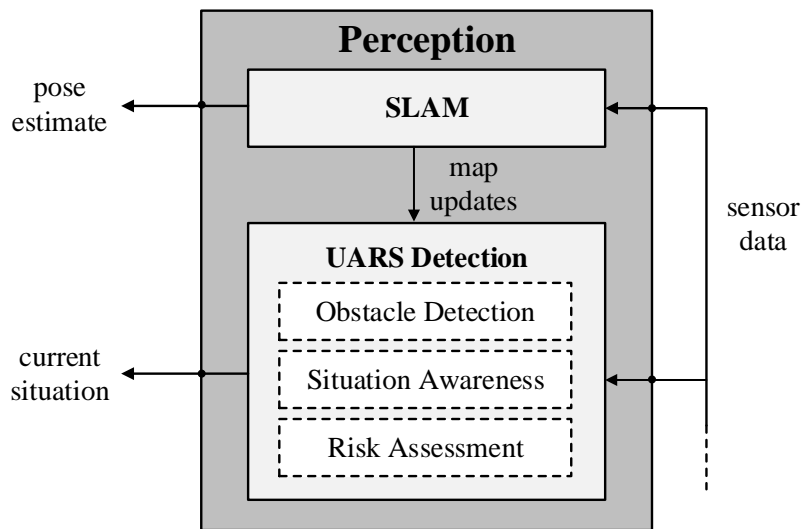 Perception
pose
estimate
SLAM
map
updates
sensor
data
UARS Detection
Obstacle Detection
current
situation
Situation Awareness
Risk Assessment